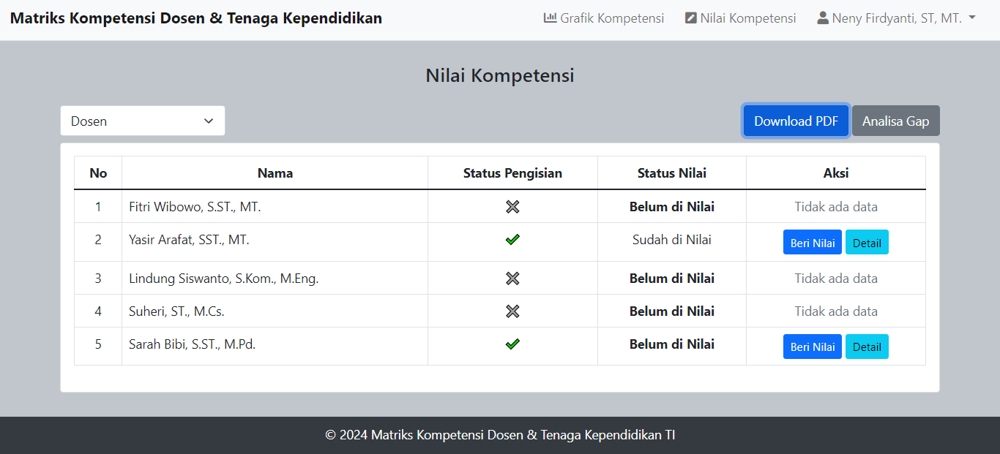 Matriks Kompetensi Dosen & Tenaga Kependidikan Grafik Kompetensi Nilai Kompetensi Neny Firdyanti, ST, MT.
Nilai Kompetensi
Dosen Download PDF Analisa Gap
No Nama Status Pengisian Status Nilai Aksi
1 Fitri Wibowo, S.ST., MT. Belum di Nilai Tidak ada data
2 Yasir Arafat, SST., MT. Sudah di Nilai Beri Nilai Detail
3 Lindung Siswanto, S.Kom., M.Eng. Belum di Nilai Tidak ada data
4 Suheri, ST., M.Cs. Belum di Nilai Tidak ada data
5 Sarah Bibi, S.ST., M.Pd. Belum di Nilai Beri Nilai Detail
© 2024 Matriks Kompetensi Dosen & Tenaga Kependidikan TI